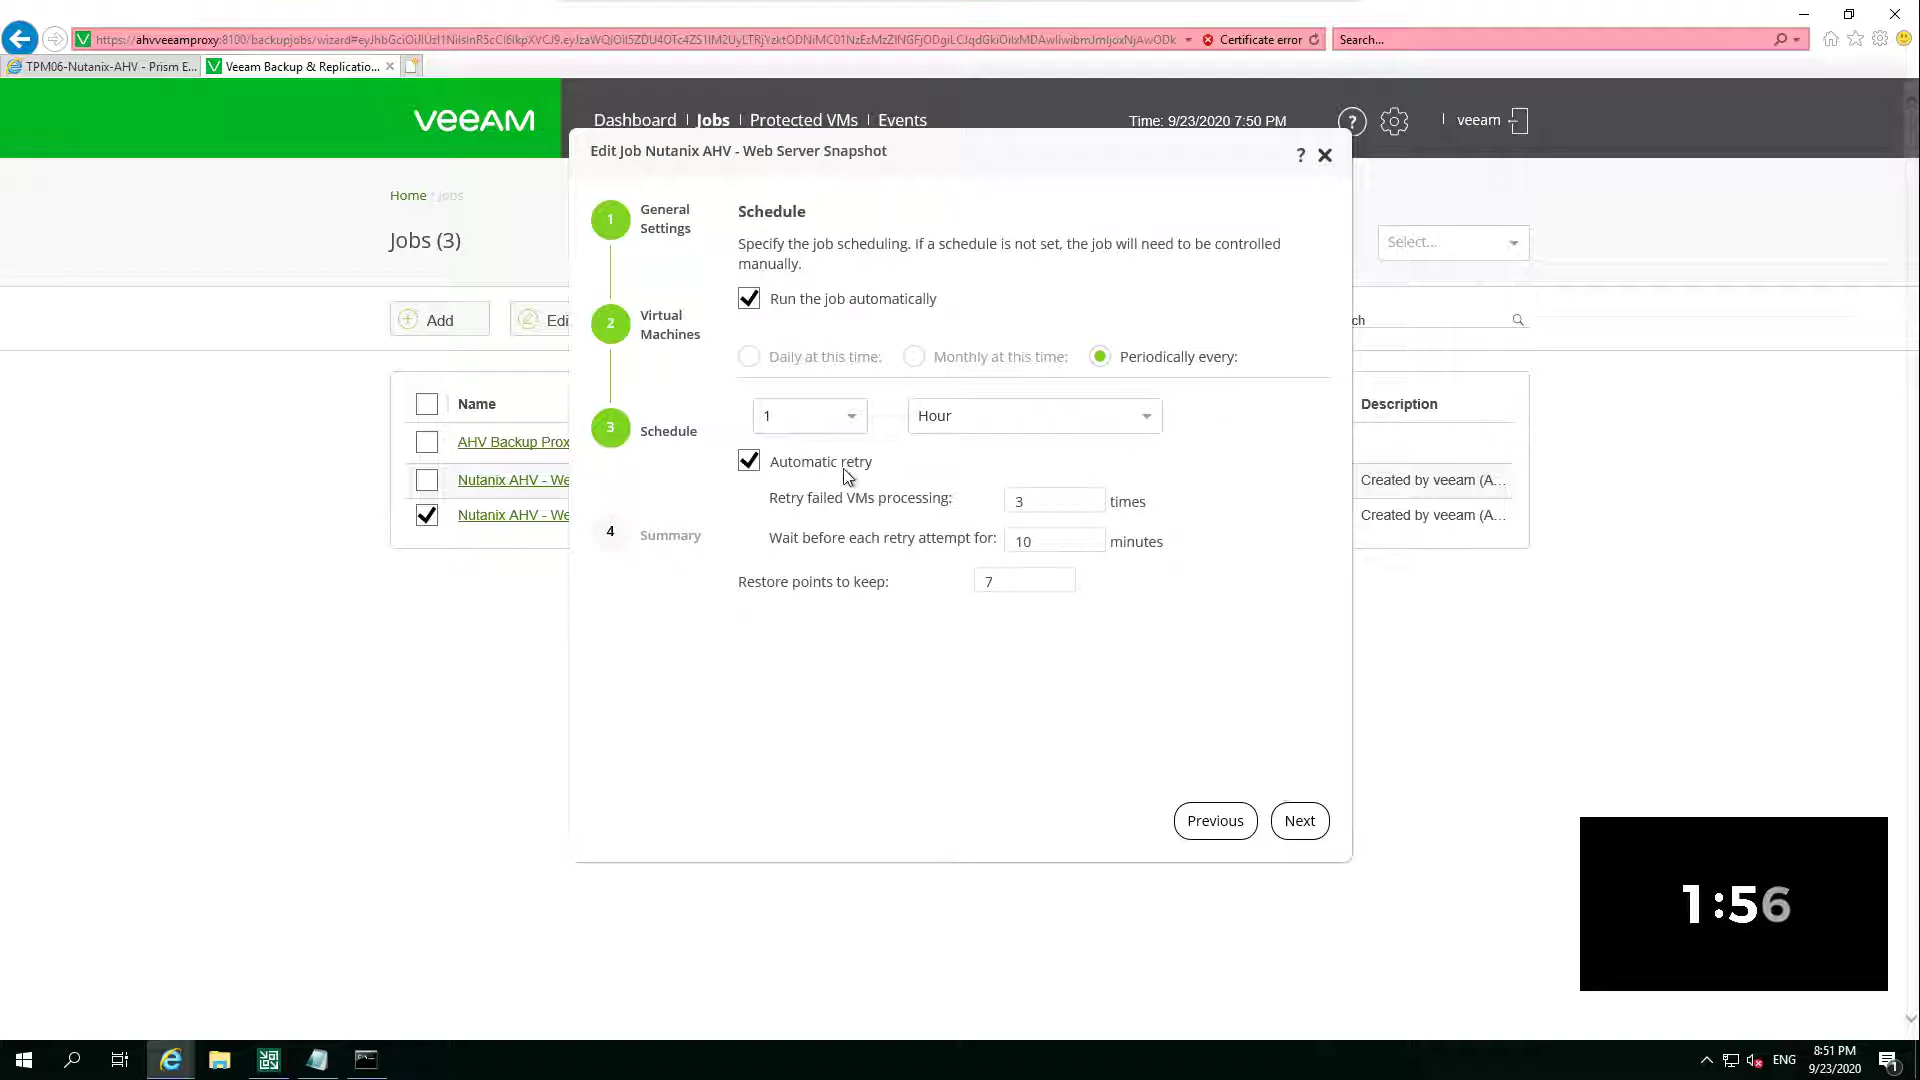 https://ahvveeamproxy:8100/backupjobs/wizard#
Certificate error
Search...
TPM06-Nutanix-AHV - Prism E...
Veeam Backup & Replicatio...
veeam
Dashboard
Jobs
Protected VMs
Events
Time: 9/23/2020 7:50 PM
?
veeam
Edit Job Nutanix AHV - Web Server Snapshot
?
Home / Jobs
Jobs (3)
Select...
Add
Edi
ch
Name
Description
AHV Backup Prox
Nutanix AHV - We
Created by veeam (A...
Nutanix AHV - We
Created by veeam (A...
1
General
Settings
2
Virtual
Machines
3
Schedule
4
Summary
Schedule
Specify the job scheduling. If a schedule is not set, the job will need to be controlled
manually.
Run the job automatically
Daily at this time:
Monthly at this time:
Periodically every:
1
Hour
Automatic retry
Retry failed VMs processing:
3
times
Wait before each retry attempt for:
10
minutes
Restore points to keep:
7
Previous
Next
1:56
ENG
8:51 PM
9/23/2020
1